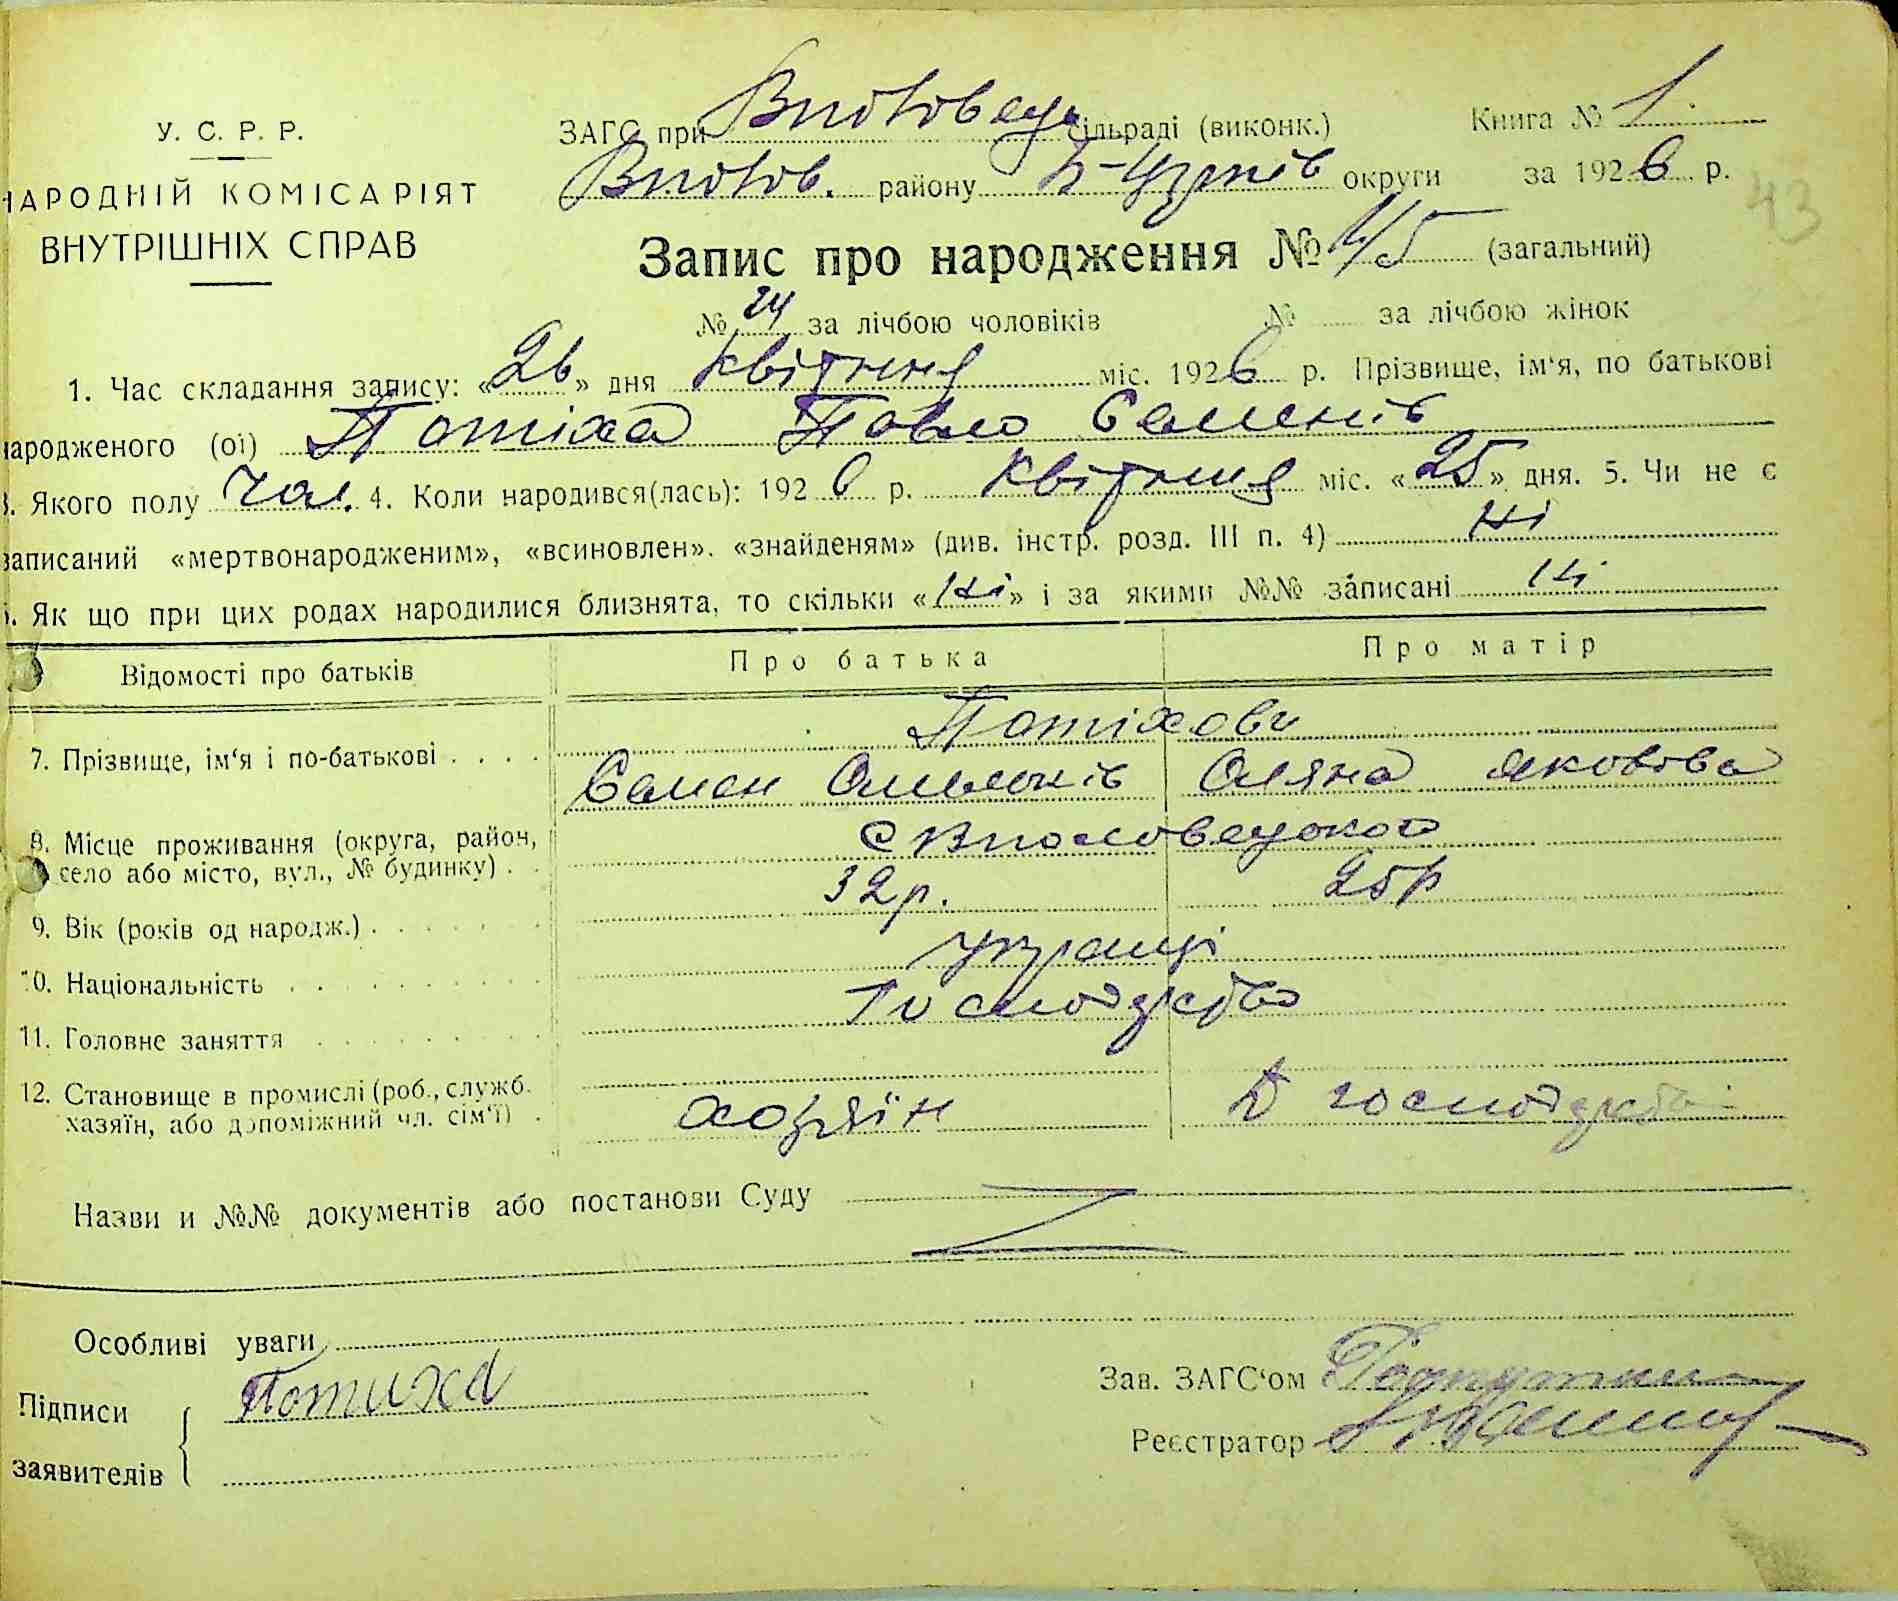 У. С. Р. Р.
НАРОДНІЙ КОМІСАРІЯТ
ВНУТРІШНІХ СПРАВ
ЗАГС при сільраді (виконк.) Книга № 1.
району Б-Церків округи за 1926 р.
43
Запис про народження № 45 (загальний)
№ 24 за лічбою чоловіків № за лічбою жінок
1. Час складання запису: «26» дня квітня міс. 1926 р. Прізвище, ім‘я, по батькові
народженого (ої) Потіха Павло Семенів
3. Якого полу чол. 4. Коли народився(лась): 1926 р. квітня міс. «25» дня. 5. Чи не є
записаний «мертвонародженим», «всиновлен». «знайденям» (див. інстр. розд. III п. 4) Ні
6. Як що при цих родах народилися близнята, то скільки «Ні» і за якими №№ записані Ні
Відомості про батьків Про батька Про матір
7. Прізвище, ім‘я і по-батькові Потіхови
Семен Омельків Оляна Яковова
8. Місце проживання (округа, район,
село або місто, вул., № будинку)
9. Вік (років од народж.) 32р. 25р
10. Національність українці
11. Головне заняття Господарство
12. Становище в промислі (роб., служб.
хазяїн, або допоміжний чл. сім‘ї) хозяїн
Назви и №№ документів або постанови Суду
Особливі уваги
Підписи
заявителів
Потиха
Зав. ЗАГС‘ом
Реєстратор